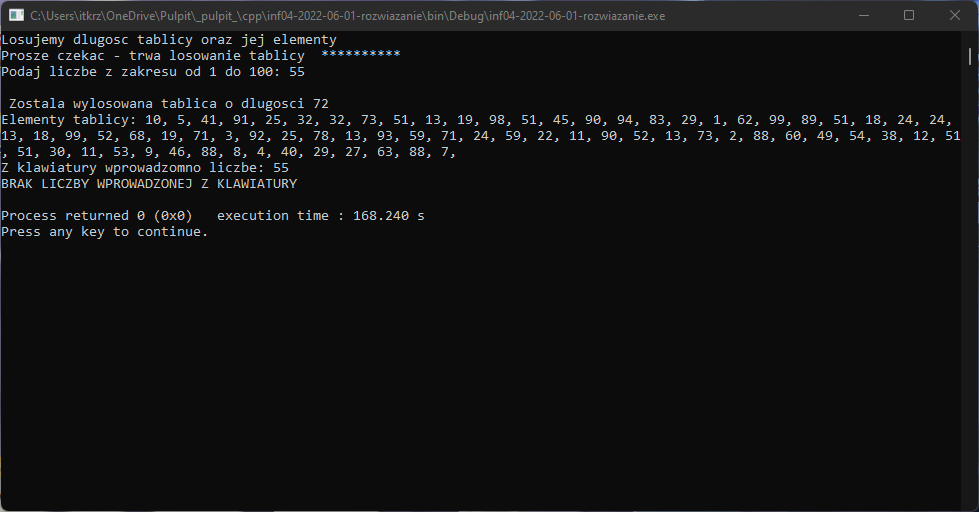 C:\Users\itkrz\OneDrive\Pulpit\_pulpit_\cpp\inf04-2022-06-01-rozwiazanie\bin\Debug\inf04-2022-06-01-rozwiazanie.exe
Losujemy dlugosc tablicy oraz jej elementy
Prosze czekac - trwa losowanie tablicy  **********
Podaj liczbe z zakresu od 1 do 100: 55
Zostala wylosowana tablica o dlugosci 72
Elementy tablicy: 10, 5, 41, 91, 25, 32, 32, 73, 51, 13, 19, 98, 51, 45, 90, 94, 83, 29, 1, 62, 99, 89, 51, 18, 24, 24,
13, 18, 99, 52, 68, 19, 71, 3, 92, 25, 78, 13, 93, 59, 71, 24, 59, 22, 11, 90, 52, 13, 73, 2, 88, 60, 49, 54, 38, 12, 51
, 51, 30, 11, 53, 9, 46, 88, 8, 4, 40, 29, 27, 63, 88, 7,
Z klawiatury wprowadzomno liczbe: 55
BRAK LICZBY WPROWADZONEJ Z KLAWIATURY
Process returned 0 (0x0)   execution time : 168.240 s
Press any key to continue.